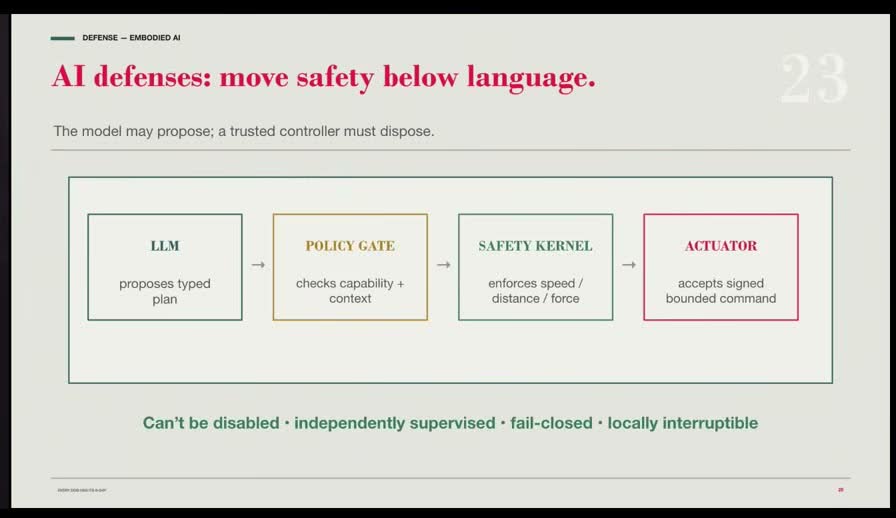 DEFENSE — EMBODIED AI
AI defenses: move safety below language.
23
The model may propose; a trusted controller must dispose.
LLM
proposes typed
plan
→
POLICY GATE
checks capability +
context
→
SAFETY KERNEL
enforces speed /
distance / force
→
ACTUATOR
accepts signed
bounded command
Can't be disabled · independently supervised · fail-closed · locally interruptible